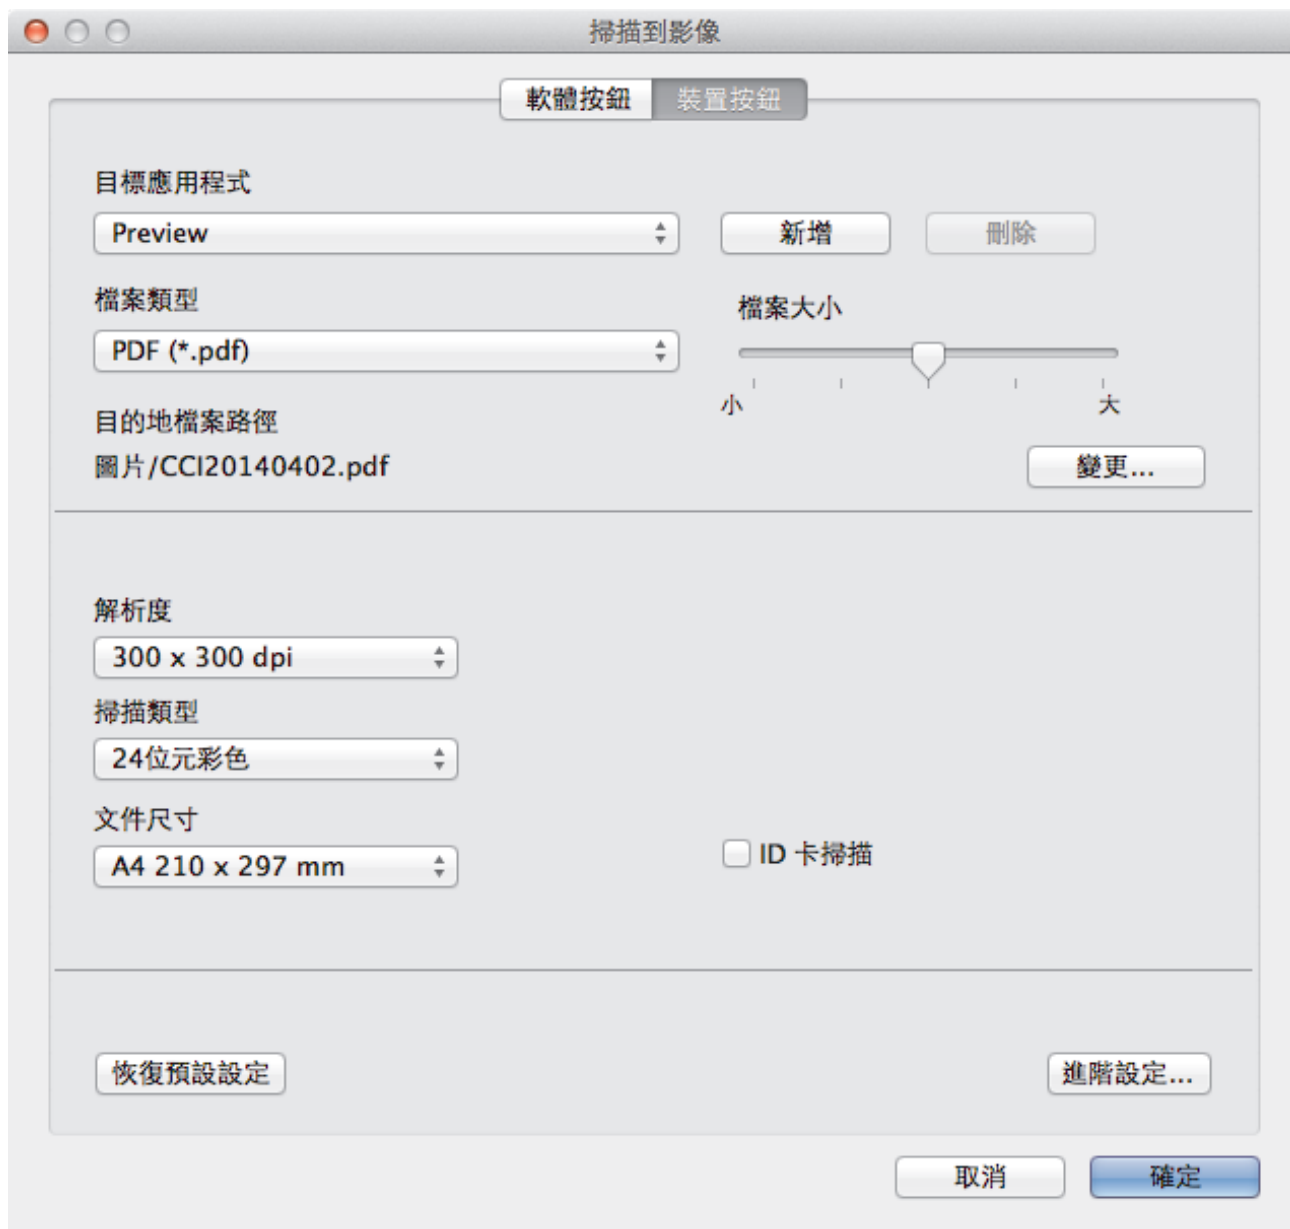 掃描到影像
軟體按鈕 裝置按鈕
目標應用程式
Preview 新增 刪除
檔案類型 檔案大小
PDF (*.pdf)
小 大
目的地檔案路徑
圖片/CCI20140402.pdf 變更...
解析度
300 x 300 dpi
掃描類型
24位元彩色
文件尺寸
A4 210 x 297 mm ID 卡掃描
恢復預設設定 進階設定...
取消 確定